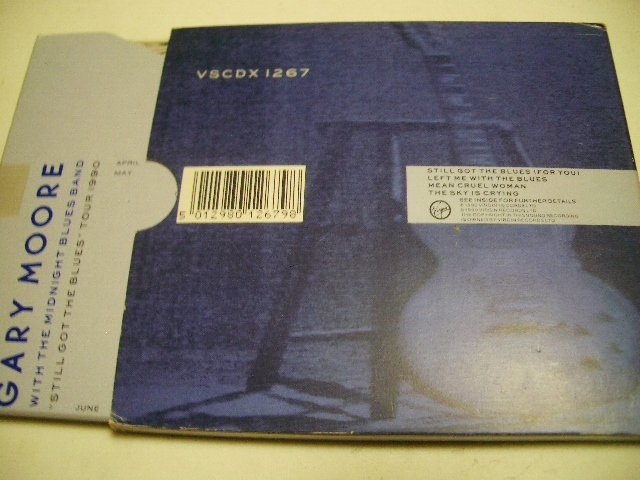 VSCDX 1267
GARY MOORE
WITH THE MIDNIGHT BLUES BAND
"STILL GOT THE BLUES" TOUR 1990
APRIL
MAY
JUNE
5 012980 126798
STILL GOT THE BLUES (FOR YOU)
LEFT ME WITH THE BLUES
MEAN CRUEL WOMAN
THE SKY IS CRYING
SEE INSIDE FOR FURTHER DETAILS
Virgin